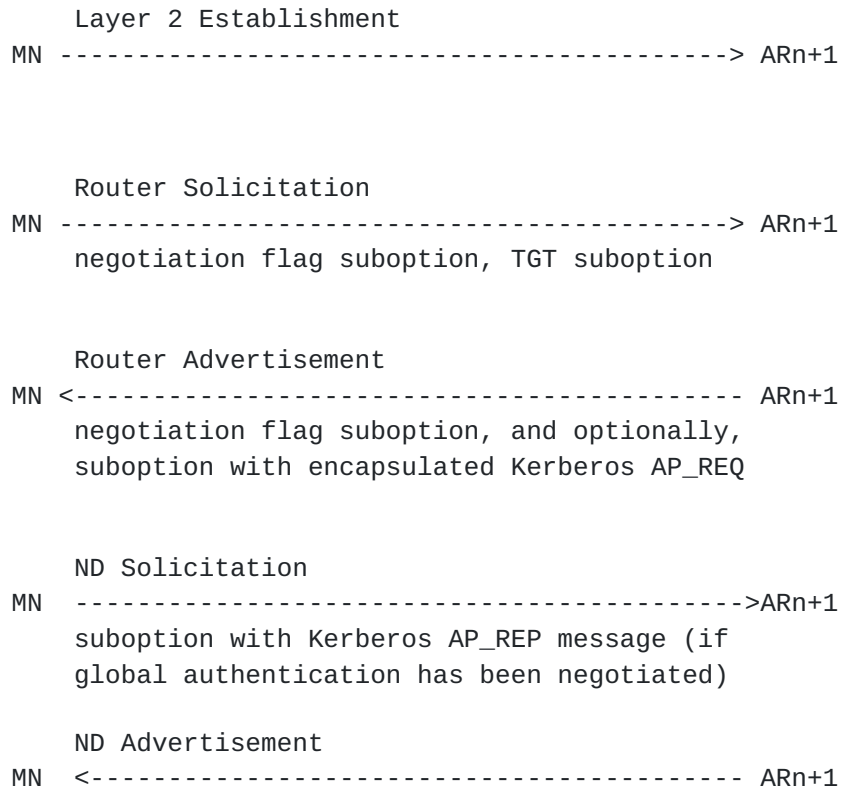 Layer 2 Establishment
MN -------------------------------------------> ARn+1
Router Solicitation
MN -------------------------------------------> ARn+1
negotiation flag suboption, TGT suboption
Router Advertisement
MN <------------------------------------------- ARn+1
negotiation flag suboption, and optionally,
suboption with encapsulated Kerberos AP_REQ
ND Solicitation
MN  ------------------------------------------->ARn+1
suboption with Kerberos AP_REP message (if
global authentication has been negotiated)
ND Advertisement
MN  <------------------------------------------ ARn+1